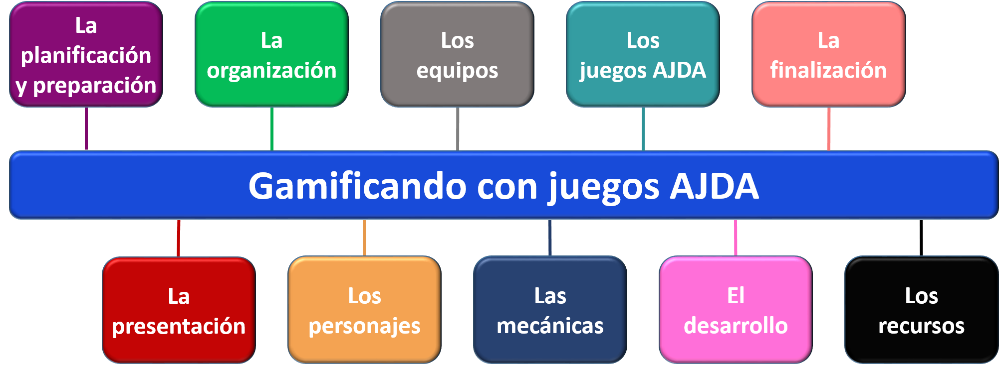 La
planificación
y preparación
La
organización
Los
equipos
Los
juegos AJDA
La
finalización
Gamificando con juegos AJDA
La
presentación
Los
personajes
Las
mecánicas
El
desarrollo
Los
recursos